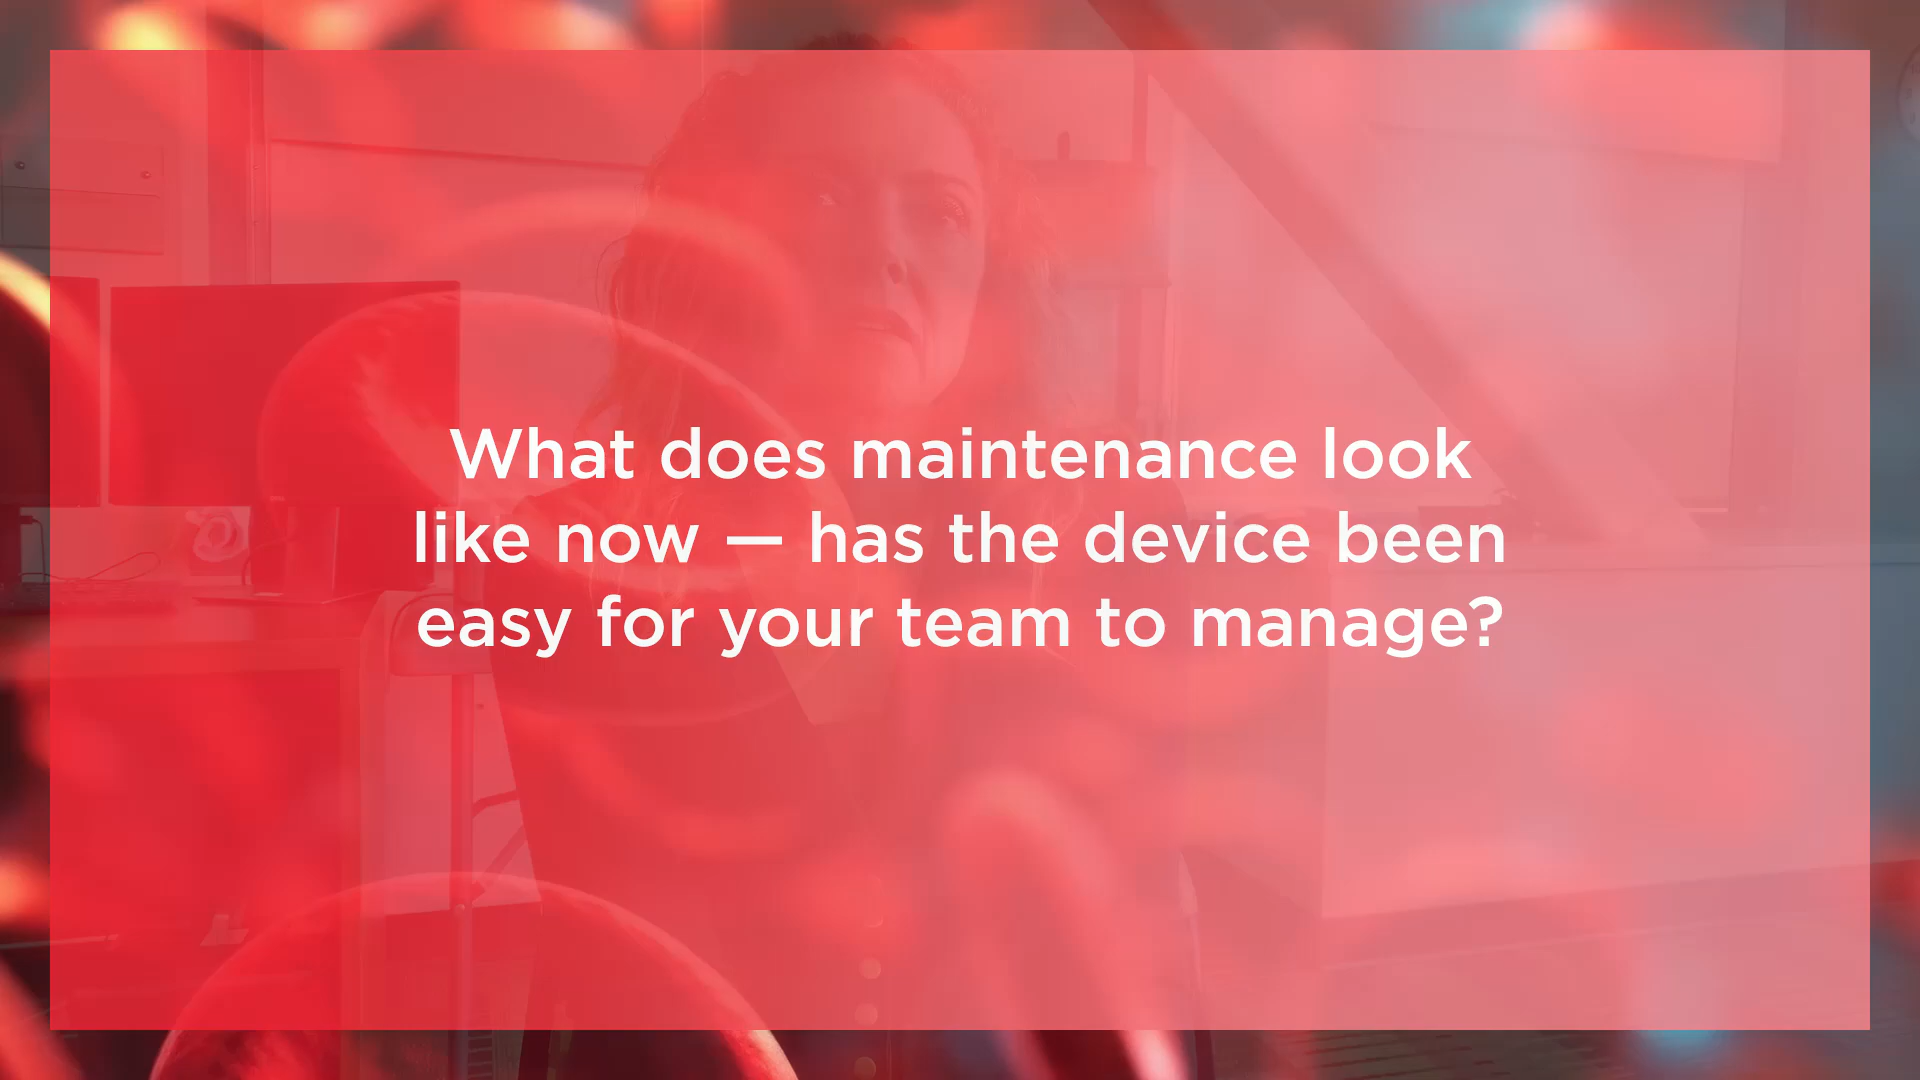 What does maintenance look
like now — has the device been
easy for your team to manage?